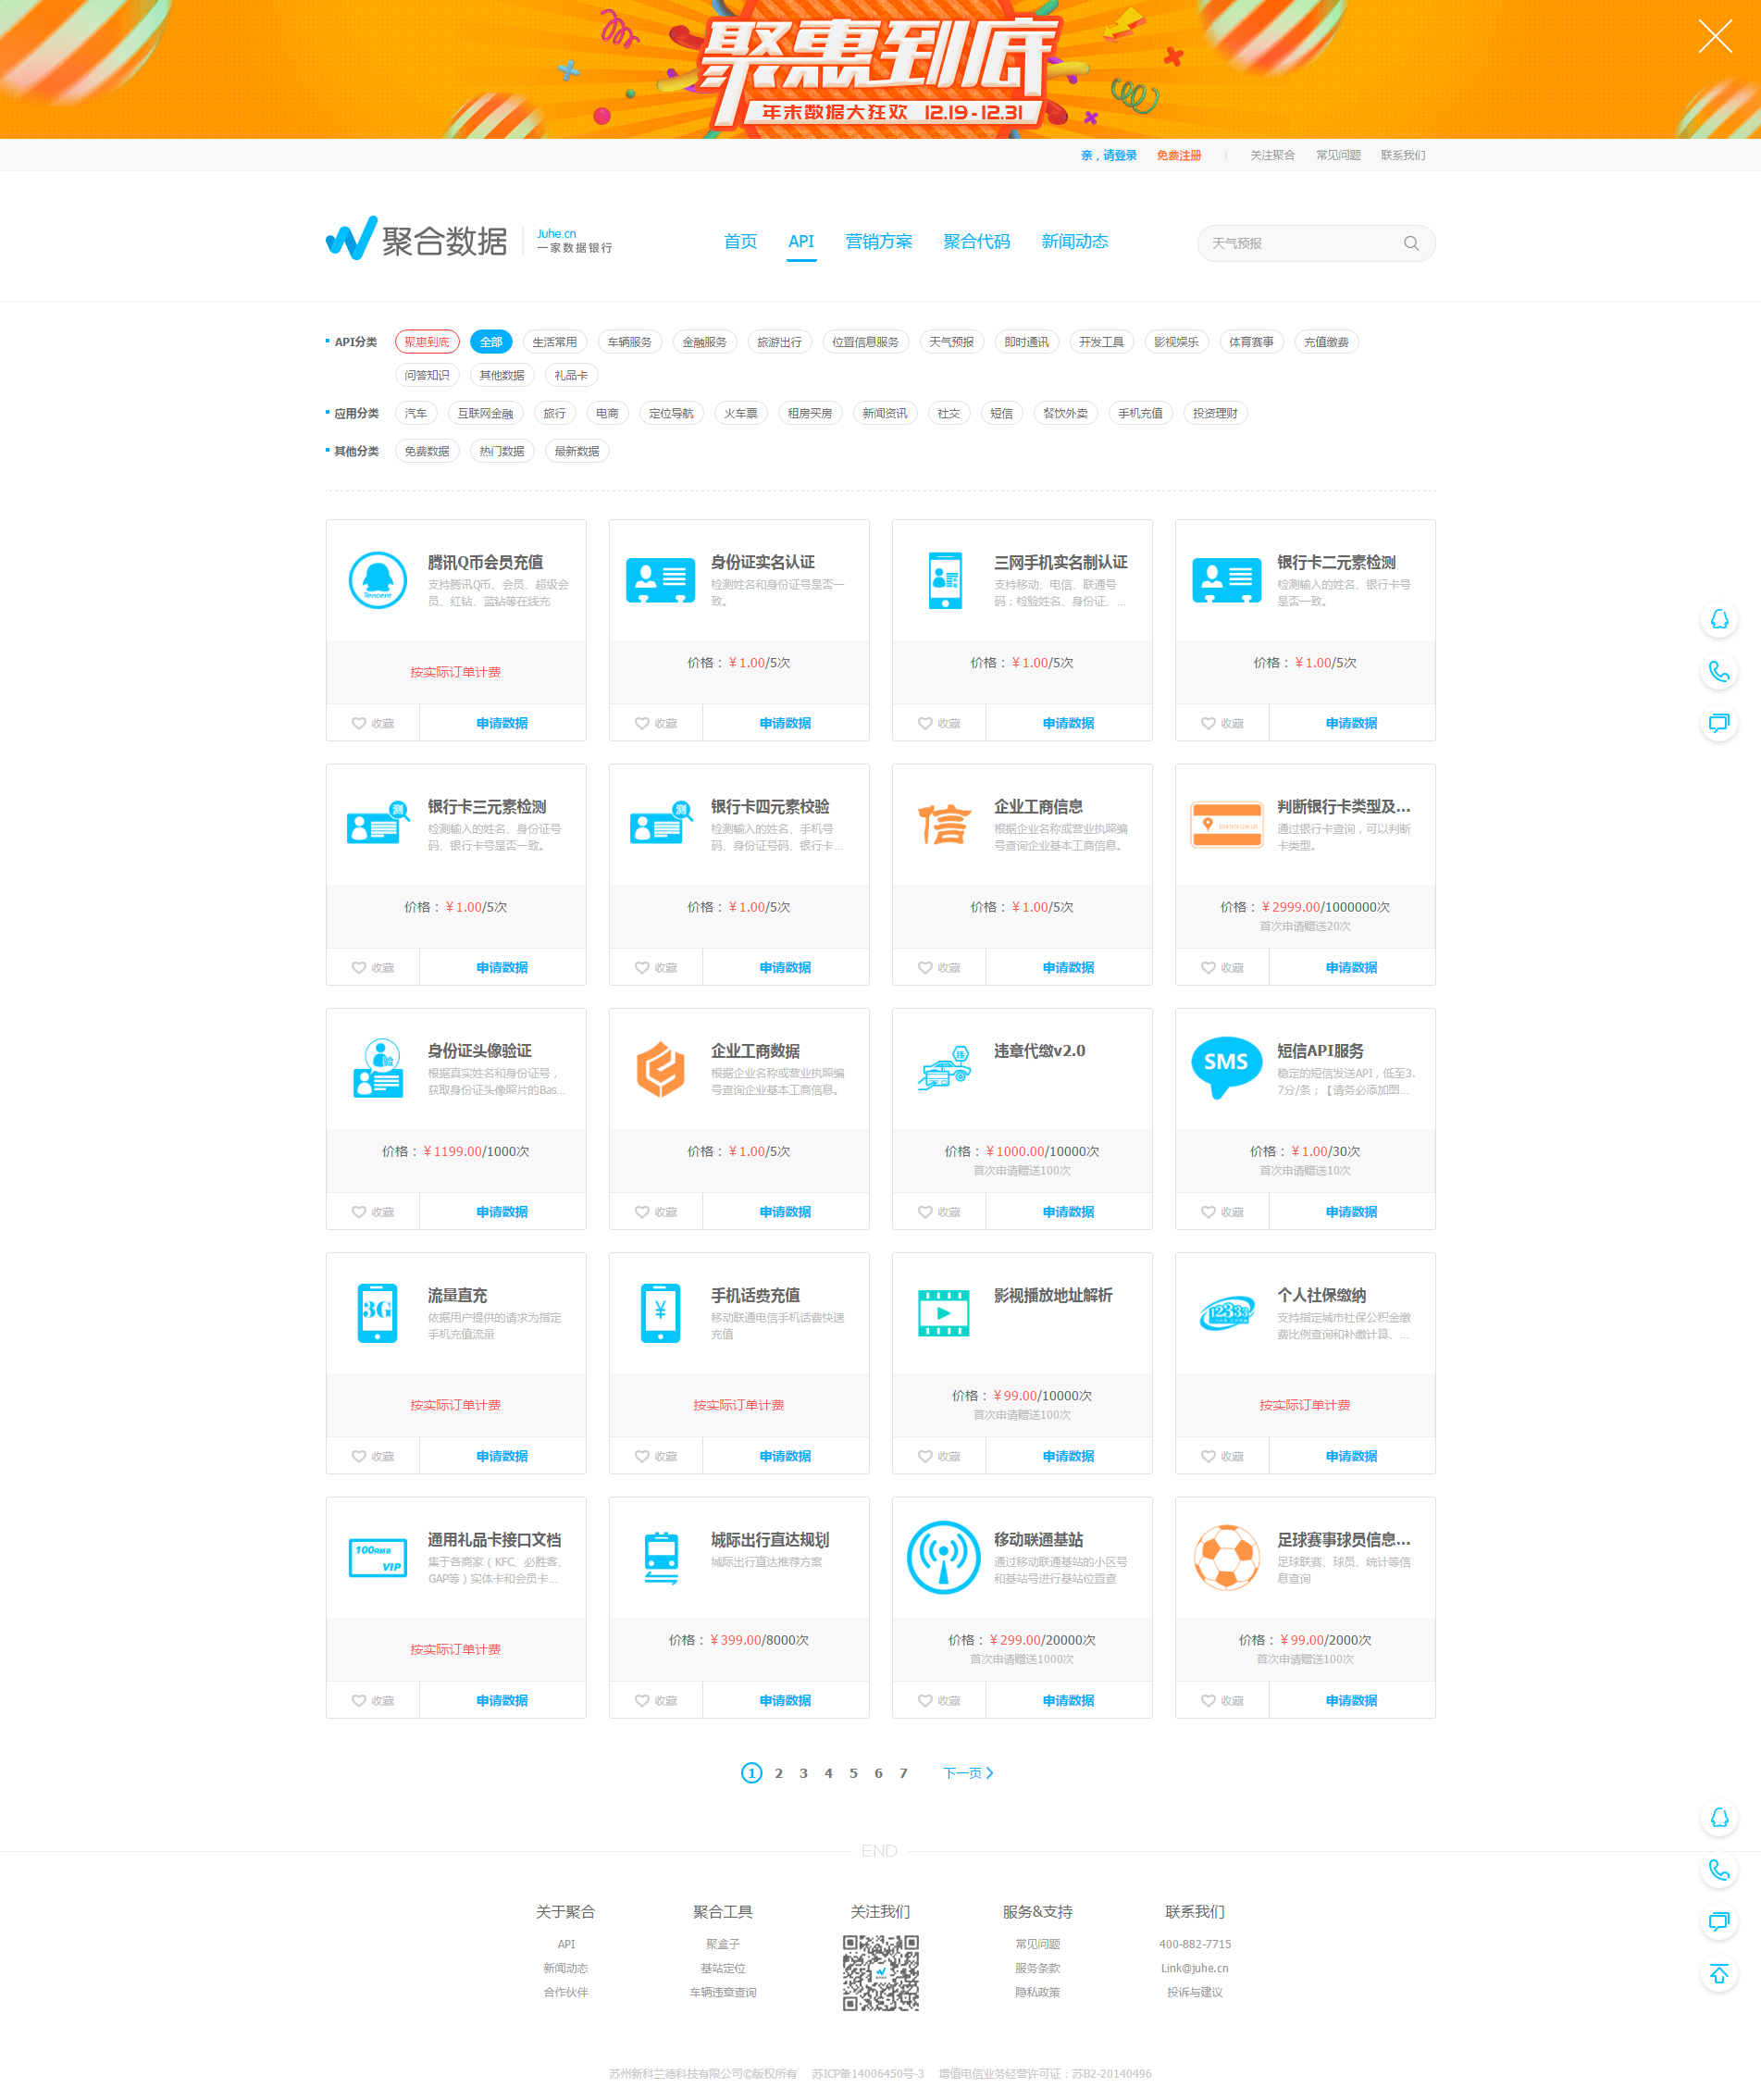 聚惠到底
年末数据大狂欢 12.19-12.31
亲，请登录 免费注册 | 关注聚合 常见问题 联系我们
聚合数据 Juhe.cn 一家数据银行
首页 API 营销方案 聚合代码 新闻动态 天气预报
API分类 聚惠到底 全部 生活常用 车辆服务 金融服务 旅游出行 位置信息服务 天气预报 即时通讯 开发工具 影视娱乐 体育赛事 充值缴费
问答知识 其他数据 礼品卡
应用分类 汽车 互联网金融 旅行 电商 定位导航 火车票 租房买房 新闻资讯 社交 短信 餐饮外卖 手机充值 投资理财
其他分类 免费数据 热门数据 最新数据
Tencent
腾讯Q币会员充值
支持腾讯Q币、会员、超级会
员、红钻、蓝钻等在线充
按实际订单计费
收藏 申请数据
身份证实名认证
检测姓名和身份证号是否一
致。
价格：￥1.00/5次
收藏 申请数据
三网手机实名制认证
支持移动、电信、联通号
码；检验姓名、身份证、...
价格：￥1.00/5次
收藏 申请数据
银行卡二元素检测
检测输入的姓名、银行卡号
是否一致。
价格：￥1.00/5次
收藏 申请数据
测
银行卡三元素检测
检测输入的姓名、身份证号
码、银行卡号是否一致。
价格：￥1.00/5次
收藏 申请数据
测
银行卡四元素校验
检测输入的姓名、手机号
码、身份证号码、银行卡...
价格：￥1.00/5次
收藏 申请数据
信
企业工商信息
根据企业名称或营业执照编
号查询企业基本工商信息。
价格：￥1.00/5次
收藏 申请数据
判断银行卡类型及...
通过银行卡查询，可以判断
卡类型。
价格：￥2999.00/1000000次
首次申请赠送20次
收藏 申请数据
身份证头像验证
根据真实姓名和身份证号，
获取身份证头像照片的Bas...
价格：￥1199.00/1000次
收藏 申请数据
企业工商数据
根据企业名称或营业执照编
号查询企业基本工商信息。
价格：￥1.00/5次
收藏 申请数据
违
违章代缴v2.0
价格：￥1000.00/10000次
首次申请赠送100次
收藏 申请数据
SMS
短信API服务
稳定的短信发送API，低至3.
7分/条；【请务必添加图...
价格：￥1.00/30次
首次申请赠送10次
收藏 申请数据
3G
流量直充
依据用户提供的请求为指定
手机充值流量
按实际订单计费
收藏 申请数据
¥
手机话费充值
移动联通电信手机话费快速
充值
按实际订单计费
收藏 申请数据
影视播放地址解析
价格：￥99.00/10000次
首次申请赠送100次
收藏 申请数据
12333
个人社保缴纳
支持指定城市社保公积金缴
费比例查询和补缴计算、...
按实际订单计费
收藏 申请数据
100RMB
VIP
通用礼品卡接口文档
集于各商家（KFC、必胜客、
GAP等）实体卡和会员卡...
按实际订单计费
收藏 申请数据
城际出行直达规划
城际出行直达推荐方案
价格：￥399.00/8000次
收藏 申请数据
移动联通基站
通过移动联通基站的小区号
和基站号进行基站位置查
价格：￥299.00/20000次
首次申请赠送1000次
收藏 申请数据
足球赛事球员信息...
足球联赛、球员、统计等信
息查询
价格：￥99.00/2000次
首次申请赠送100次
收藏 申请数据
1 2 3 4 5 6 7 下一页
END
关于聚合 聚合工具 关注我们 服务&支持 联系我们
API 聚盒子 常见问题 400-882-7715
新闻动态 基站定位 服务条款 Link@juhe.cn
合作伙伴 车辆违章查询 隐私政策 投诉与建议
苏州新科兰德科技有限公司©版权所有 苏ICP备14006450号-3 增值电信业务经营许可证：苏B2-20140496